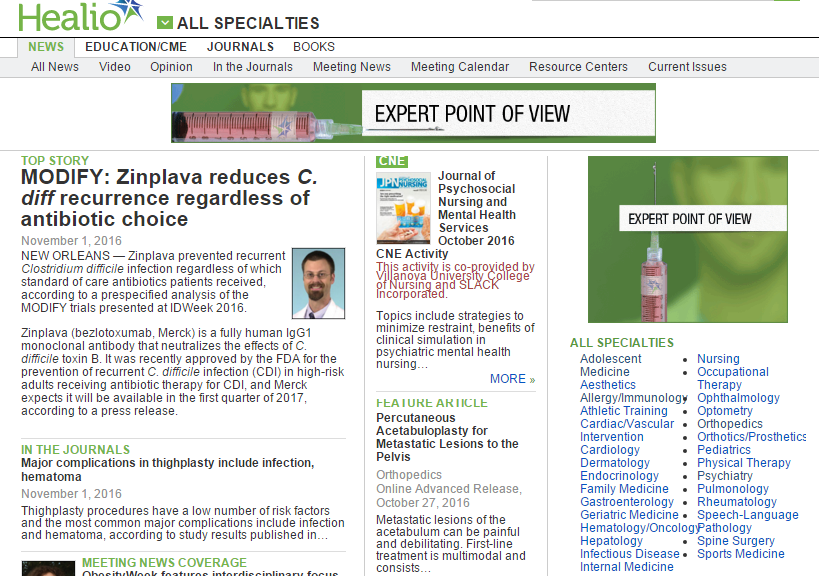 Healio
ALL SPECIALTIES
NEWS EDUCATION/CME JOURNALS BOOKS
All News Video Opinion In the Journals Meeting News Meeting Calendar Resource Centers Current Issues
EXPERT POINT OF VIEW
TOP STORY
MODIFY: Zinplava reduces C.
diff recurrence regardless of
antibiotic choice
November 1, 2016
NEW ORLEANS — Zinplava prevented recurrent
Clostridium difficile infection regardless of which
standard of care antibiotics patients received,
according to a prespecified analysis of the
MODIFY trials presented at IDWeek 2016.
Zinplava (bezlotoxumab, Merck) is a fully human IgG1
monoclonal antibody that neutralizes the effects of C.
difficile toxin B. It was recently approved by the FDA for the
prevention of recurrent C. difficile infection (CDI) in high-risk
adults receiving antibiotic therapy for CDI, and Merck
expects it will be available in the first quarter of 2017,
according to a press release.
IN THE JOURNALS
Major complications in thighplasty include infection,
hematoma
November 1, 2016
Thighplasty procedures have a low number of risk factors
and the most common major complications include infection
and hematoma, according to study results published in…
MEETING NEWS COVERAGE
ObesityWeek features interdisciplinary focus
CNE
JPN PSYCHOSOCIAL
NURSING
Journal of
Psychosocial
Nursing and
Mental Health
Services
October 2016
CNE Activity
This activity is co-provided by
Villanova University College
of Nursing and SLACK
Incorporated.
Topics include strategies to
minimize restraint, benefits of
clinical simulation in
psychiatric mental health
nursing…
MORE »
FEATURE ARTICLE
Percutaneous
Acetabuloplasty for
Metastatic Lesions to the
Pelvis
Orthopedics
Online Advanced Release,
October 27, 2016
Metastatic lesions of the
acetabulum can be painful
and debilitating. First-line
treatment is multimodal and
consists…
EXPERT POINT OF VIEW
ALL SPECIALTIES
Adolescent
Medicine
Aesthetics
Allergy/Immunology
Athletic Training
Cardiac/Vascular
Intervention
Cardiology
Dermatology
Endocrinology
Family Medicine
Gastroenterology
Geriatric Medicine
Hematology/Oncology
Hepatology
Infectious Disease
Internal Medicine
Nursing
Occupational
Therapy
Ophthalmology
Optometry
Orthopedics
Orthotics/Prosthetics
Pediatrics
Physical Therapy
Psychiatry
Pulmonology
Rheumatology
Speech-Language
Pathology
Spine Surgery
Sports Medicine